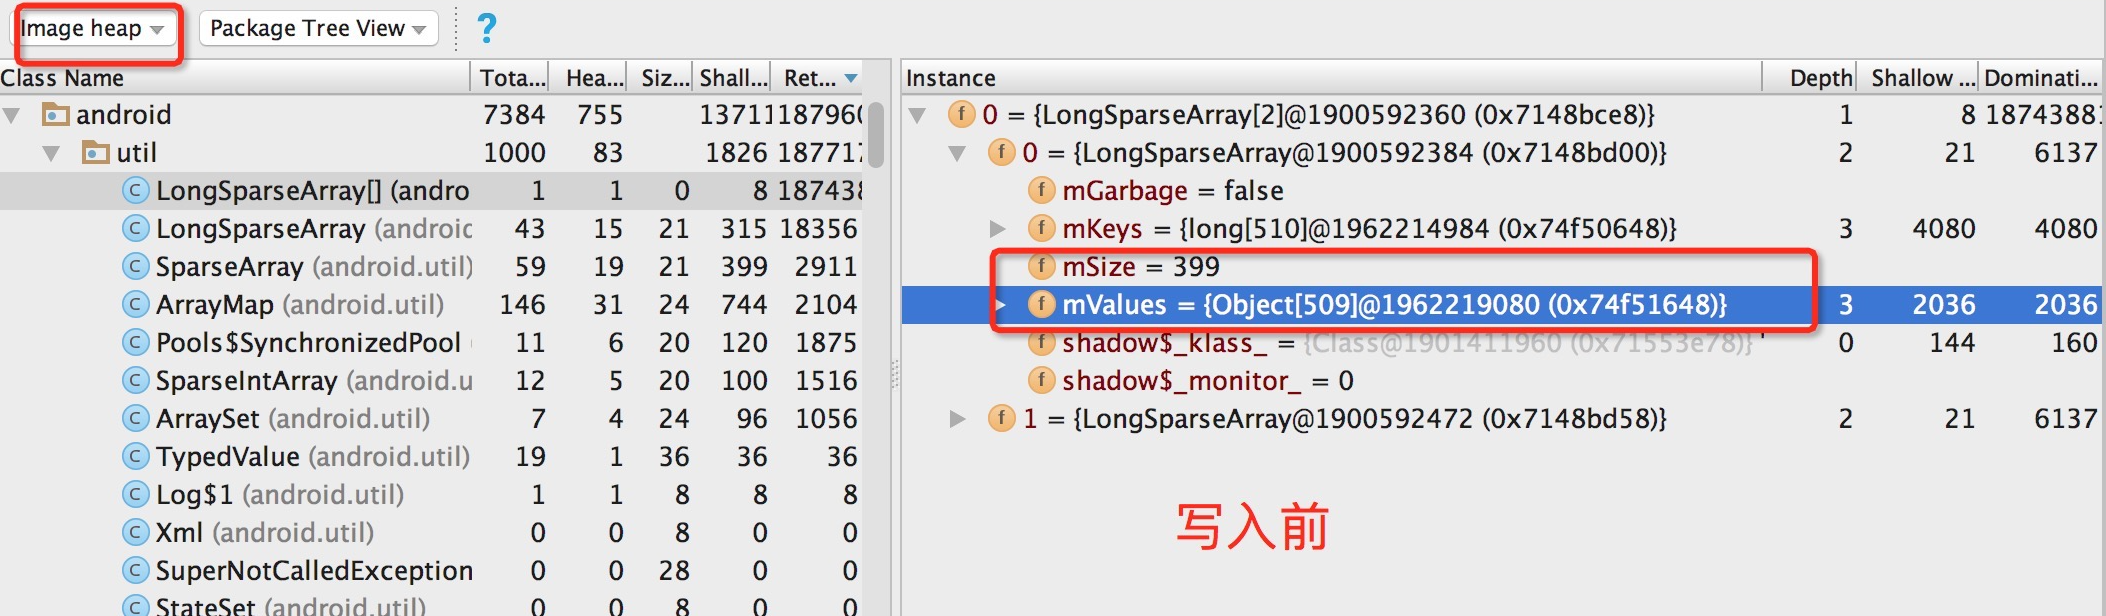 Image heap Package Tree View ?
Class Name Tota... Hea... Siz... Shall... Ret...
android 7384 755 13711 187960
util 1000 83 1826 187717
LongSparseArray[] (andro 1 1 0 8 18743
LongSparseArray (android 43 15 21 315 18356
SparseArray (android.util) 59 19 21 399 2911
ArrayMap (android.util) 146 31 24 744 2104
Pools$SynchronizedPool 11 6 20 120 1875
SparseIntArray (android.u 12 5 20 100 1516
ArraySet (android.util) 7 4 24 96 1056
TypedValue (android.util) 19 1 36 36 36
Log$1 (android.util) 1 1 8 8 8
Xml (android.util) 0 0 8 0 0
SuperNotCalledException 0 0 28 0 0
StateSet (android.util) 0 0 8 0 0
Instance Depth Shallow ... Dominati...
0 = {LongSparseArray[2]@1900592360 (0x7148bce8)} 1 8 1874388
0 = {LongSparseArray@1900592384 (0x7148bd00)} 2 21 6137
mGarbage = false
mKeys = {long[510]@1962214984 (0x74f50648)} 3 4080 4080
mSize = 399
mValues = {Object[509]@1962219080 (0x74f51648)} 3 2036 2036
shadow$_klass_ = {Class@1901411960 (0x71553e78)} 0 144 160
shadow$_monitor_ = 0
1 = {LongSparseArray@1900592472 (0x7148bd58)} 2 21 6137
写入前